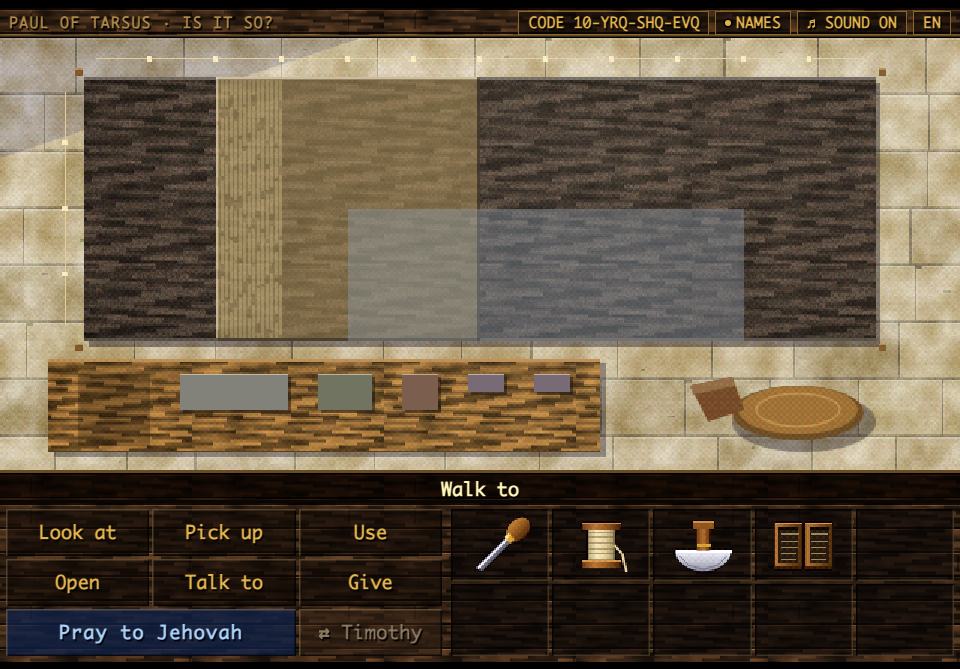 PAUL OF TARSUS · IS IT SO?
CODE 10-YRQ-SHQ-EVQ
NAMES
♬ SOUND ON
EN
Walk to
Look at
Pick up
Use
Open
Talk to
Give
Pray to Jehovah
⇄ Timothy